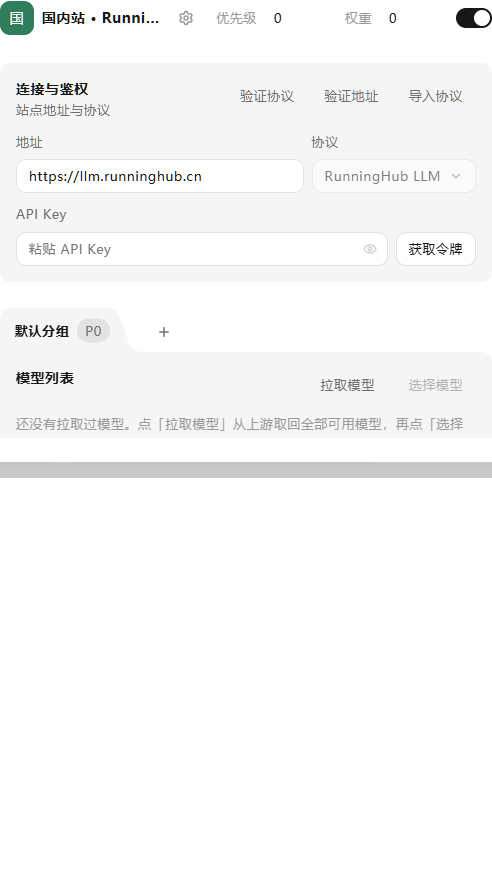 国 国内站 • Runni... 优先级 0 权重 0
连接与鉴权
站点地址与协议
验证协议 验证地址 导入协议
地址 协议
https://llm.runninghub.cn RunningHub LLM
API Key
粘贴 API Key 获取令牌
默认分组 P0 +
模型列表
拉取模型 选择模型
还没有拉取过模型。点「拉取模型」从上游取回全部可用模型，再点「选择